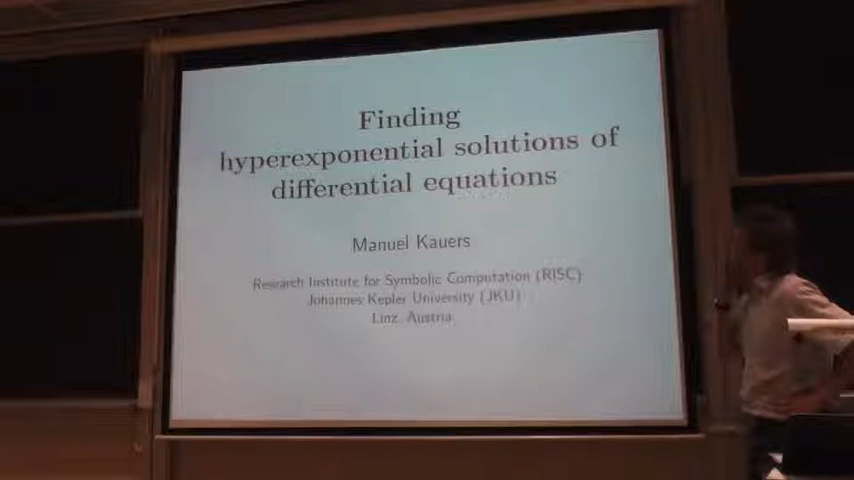 Finding
hyperexponential solutions of
differential equations
Manuel Kauers
Research Institute for Symbolic Computation (RISC)
Johannes Kepler University (JKU)
Linz, Austria